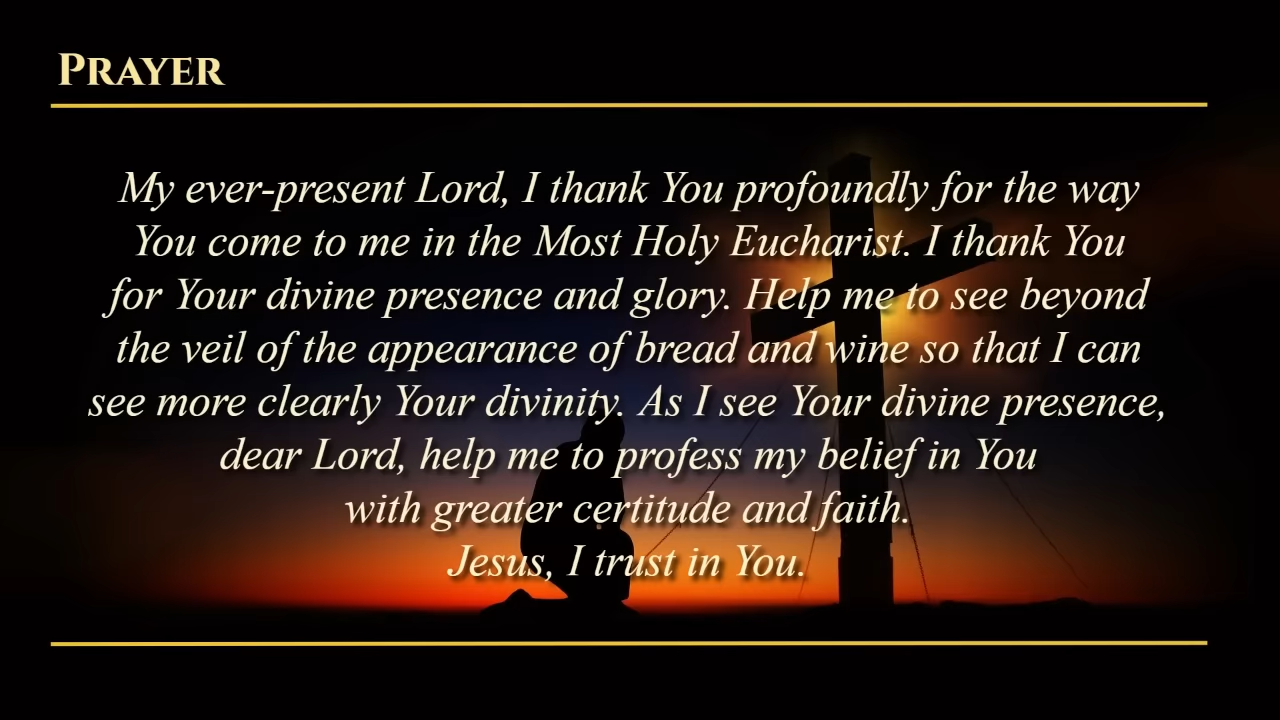 PRAYER
My ever-present Lord, I thank You profoundly for the way
You come to me in the Most Holy Eucharist. I thank You
for Your divine presence and glory. Help me to see beyond
the veil of the appearance of bread and wine so that I can
see more clearly Your divinity. As I see Your divine presence,
dear Lord, help me to profess my belief in You
with greater certitude and faith.
Jesus, I trust in You.